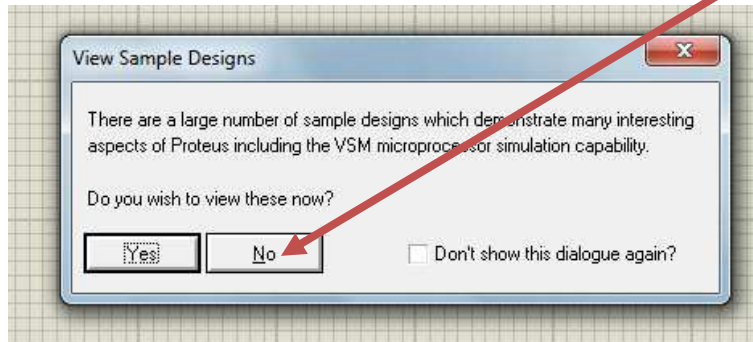 View Sample Designs
There are a large number of sample designs which demonstrate many interesting
aspects of Proteus including the VSM microprocessor simulation capability.
Do you wish to view these now?
Yes
No
Don't show this dialogue again?